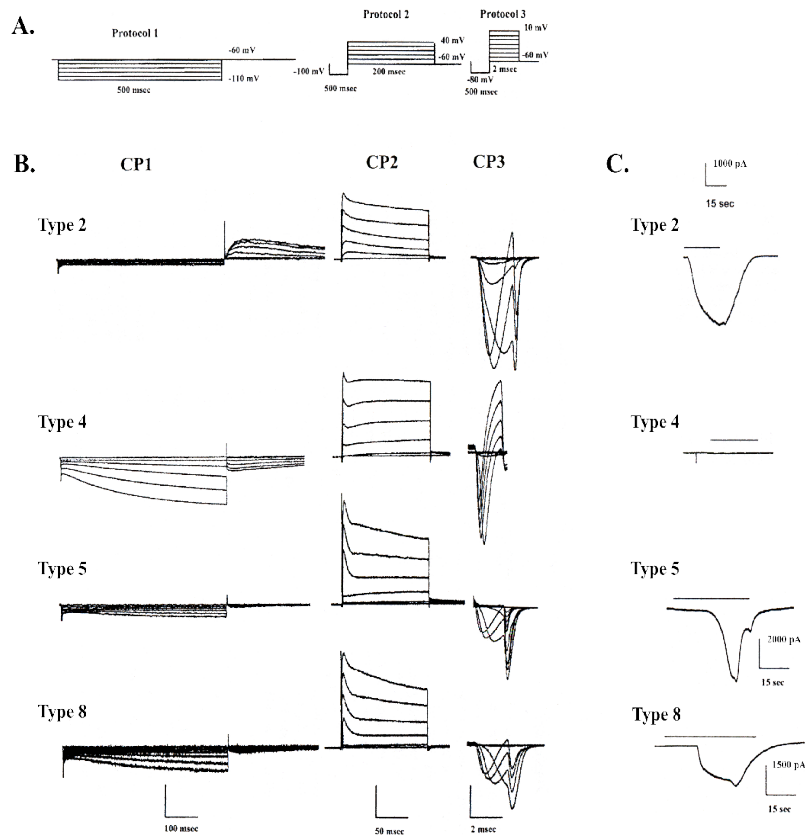 A.
Protocol 1
-60 mV
-110 mV
500 msec
Protocol 2
40 mV
-60 mV
-100 mV
200 msec
500 msec
Protocol 3
10 mV
-60 mV
2 msec
-80 mV
500 msec
B.
CP1
CP2
CP3
C.
1000 pA
15 sec
Type 2
Type 2
Type 4
Type 4
Type 5
Type 5
2000 pA
15 sec
Type 8
Type 8
1500 pA
15 sec
100 msec
50 msec
2 msec